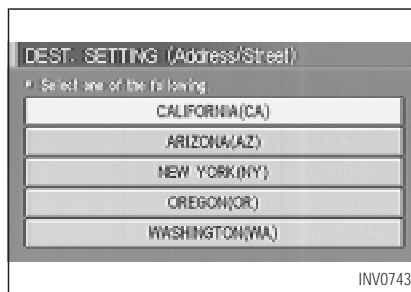 DEST. SETTING (Address/Street)
Select one of the following
CALIFORNIA(CA)
ARIZONA(AZ)
NEW YORK(NY)
OREGON(OR)
WASHINGTON(WA)
INV0743